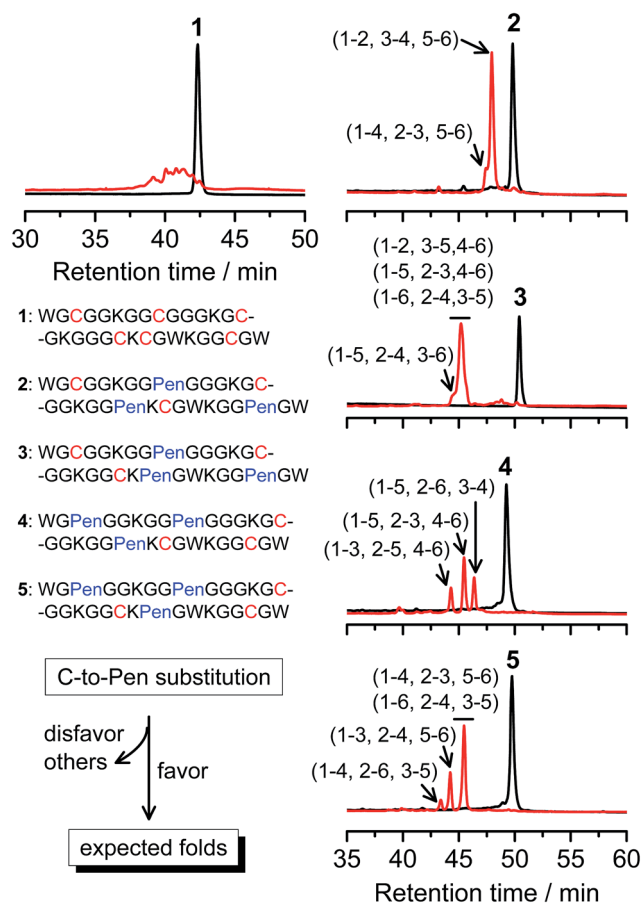 1
30 35 40 45 50
Retention time / min
1: WGCGGKGGCGGGKGC-
-GKGGGCKCGWKGGCGW
2: WGCGGKGGPenGGGKGC-
-GGKGGPenKCGWKGGPenGW
3: WGCGGKGGPenGGGKGC-
-GGKGGCKPenGWKGGPenGW
4: WGPenGGKGGPenGGGKGC-
-GGKGGPenKCGWKGGCGW
5: WGPenGGKGGPenGGGKGC-
-GGKGGCKPenGWKGGCGW
C-to-Pen substitution
disfavor
others
favor
expected folds
(1-2, 3-4, 5-6)
2
(1-4, 2-3, 5-6)
(1-2, 3-5,4-6)
(1-5, 2-3,4-6)
(1-6, 2-4,3-5)
3
(1-5, 2-4, 3-6)
4
(1-5, 2-6, 3-4)
(1-5, 2-3, 4-6)
(1-3, 2-5, 4-6)
5
(1-4, 2-3, 5-6)
(1-6, 2-4, 3-5)
(1-3, 2-4, 5-6)
(1-4, 2-6, 3-5)
35 40 45 50 55 60
Retention time / min